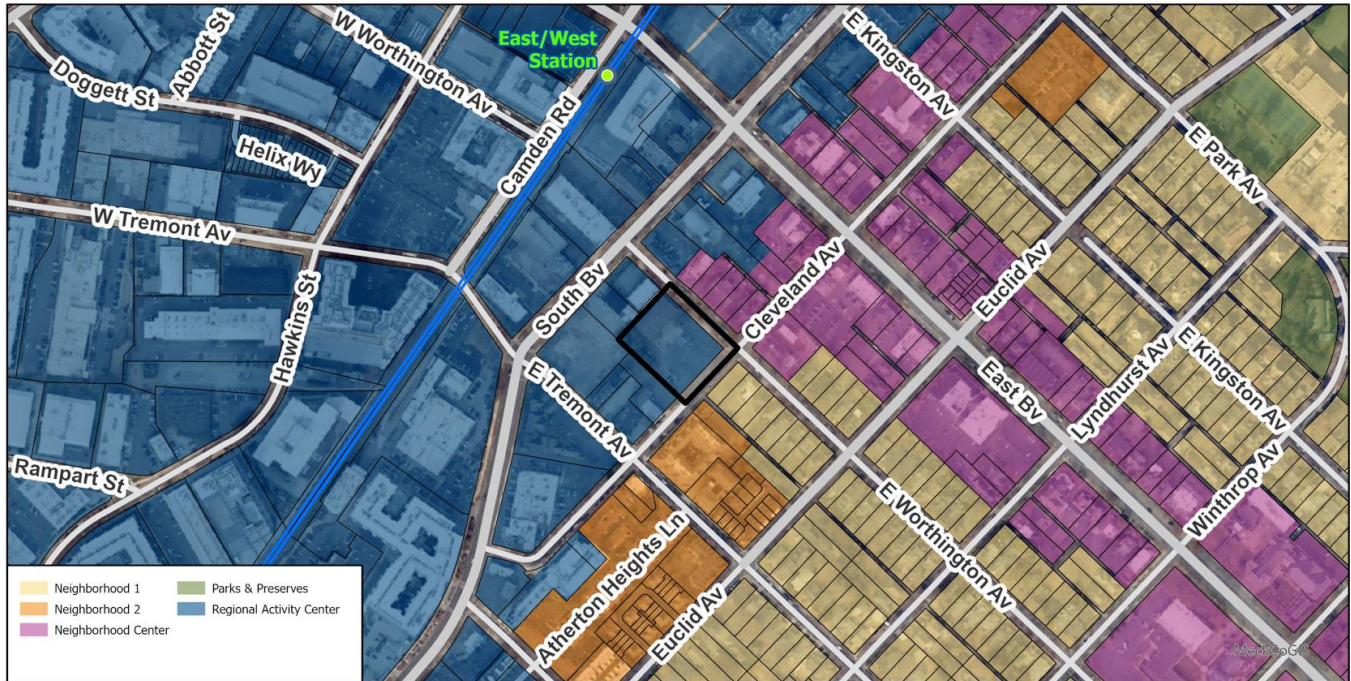 East/West
Station
W Worthington Av
Abbott St
Doggett St
Helix Wy
Camden Rd
E Kingston Av
E Park Av
W Tremont Av
Hawkins St
South Bv
Cleveland Av
Euclid Av
E Tremont Av
East Bv
Lyndhurst Av
E Kingston Av
Rampart St
Winthrop Av
E Worthington Av
Atherton Heights Ln
Euclid Av
Neighborhood 1
Neighborhood 2
Neighborhood Center
Parks & Preserves
Regional Activity Center
MeckCoGIS